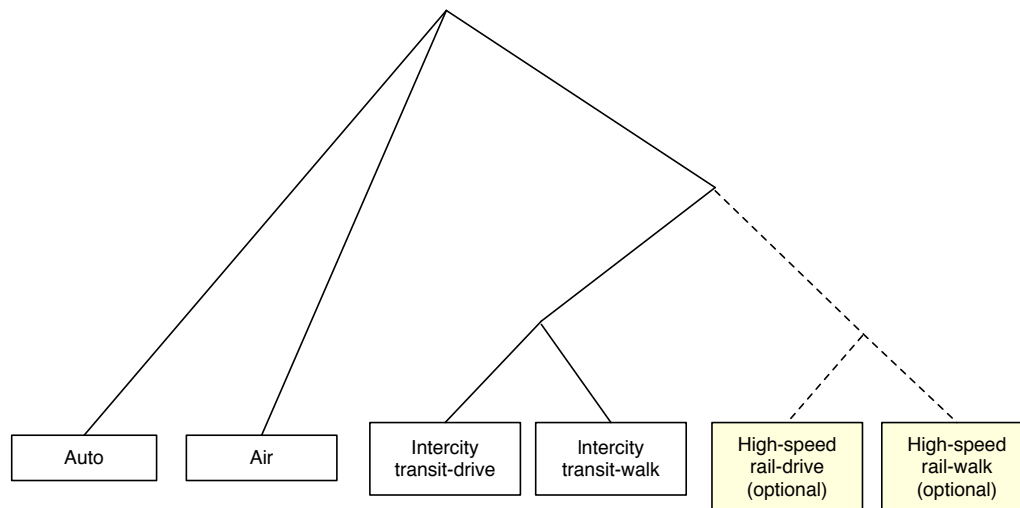 Auto
Air
Intercity
transit-drive
Intercity
transit-walk
High-speed
rail-drive
(optional)
High-speed
rail-walk
(optional)